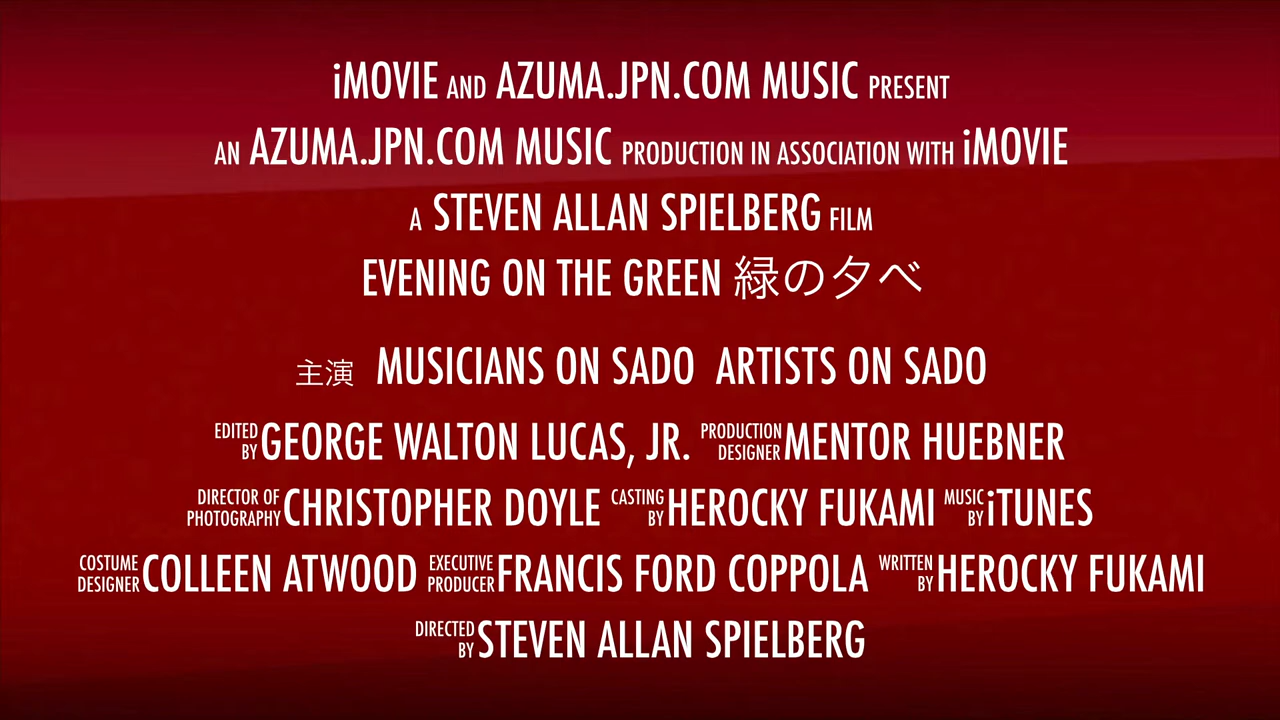 iMOVIE AND AZUMA.JPN.COM MUSIC PRESENT
AN AZUMA.JPN.COM MUSIC PRODUCTION IN ASSOCIATION WITH iMOVIE
A STEVEN ALLAN SPIELBERG FILM
EVENING ON THE GREEN 緑の夕べ
主演 MUSICIANS ON SADO ARTISTS ON SADO
EDITED BY GEORGE WALTON LUCAS, JR. PRODUCTION DESIGNER MENTOR HUEBNER
DIRECTOR OF PHOTOGRAPHY CHRISTOPHER DOYLE CASTING BY HEROCKY FUKAMI MUSIC BY iTUNES
COSTUME DESIGNER COLLEEN ATWOOD EXECUTIVE PRODUCER FRANCIS FORD COPPOLA WRITTEN BY HEROCKY FUKAMI
DIRECTED BY STEVEN ALLAN SPIELBERG